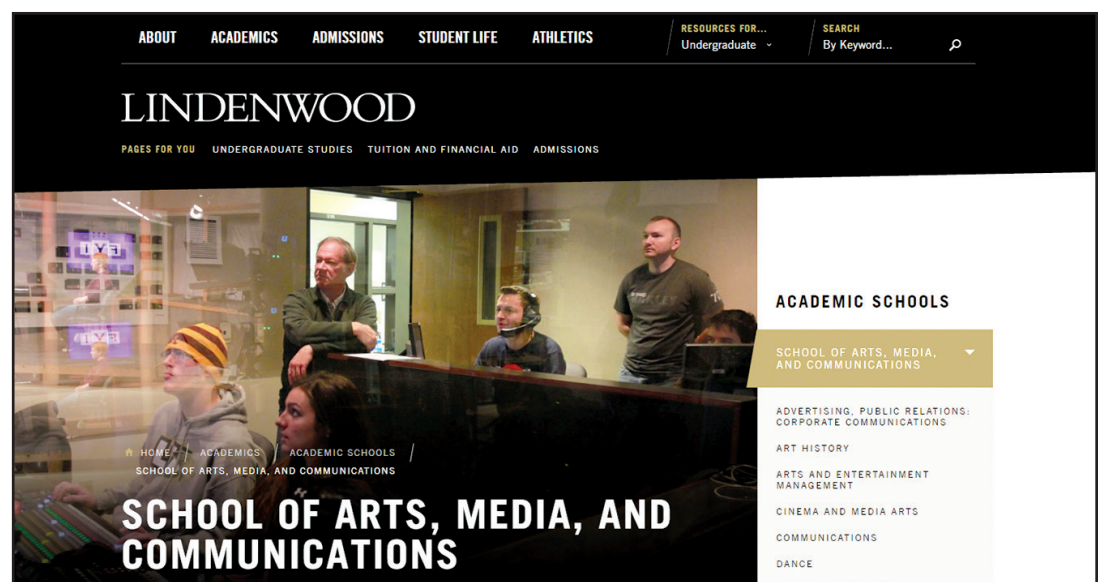 ABOUT
ACADEMICS
ADMISSIONS
STUDENT LIFE
ATHLETICS
RESOURCES FOR...
Undergraduate
SEARCH
By Keyword...
LINDENWOOD
PAGES FOR YOU
UNDERGRADUATE STUDIES
TUITION AND FINANCIAL AID
ADMISSIONS
HOME
ACADEMICS
ACADEMIC SCHOOLS
SCHOOL OF ARTS, MEDIA, AND COMMUNICATIONS
SCHOOL OF ARTS, MEDIA, AND
COMMUNICATIONS
ACADEMIC SCHOOLS
SCHOOL OF ARTS, MEDIA,
AND COMMUNICATIONS
ADVERTISING, PUBLIC RELATIONS:
CORPORATE COMMUNICATIONS
ART HISTORY
ARTS AND ENTERTAINMENT
MANAGEMENT
CINEMA AND MEDIA ARTS
COMMUNICATIONS
DANCE